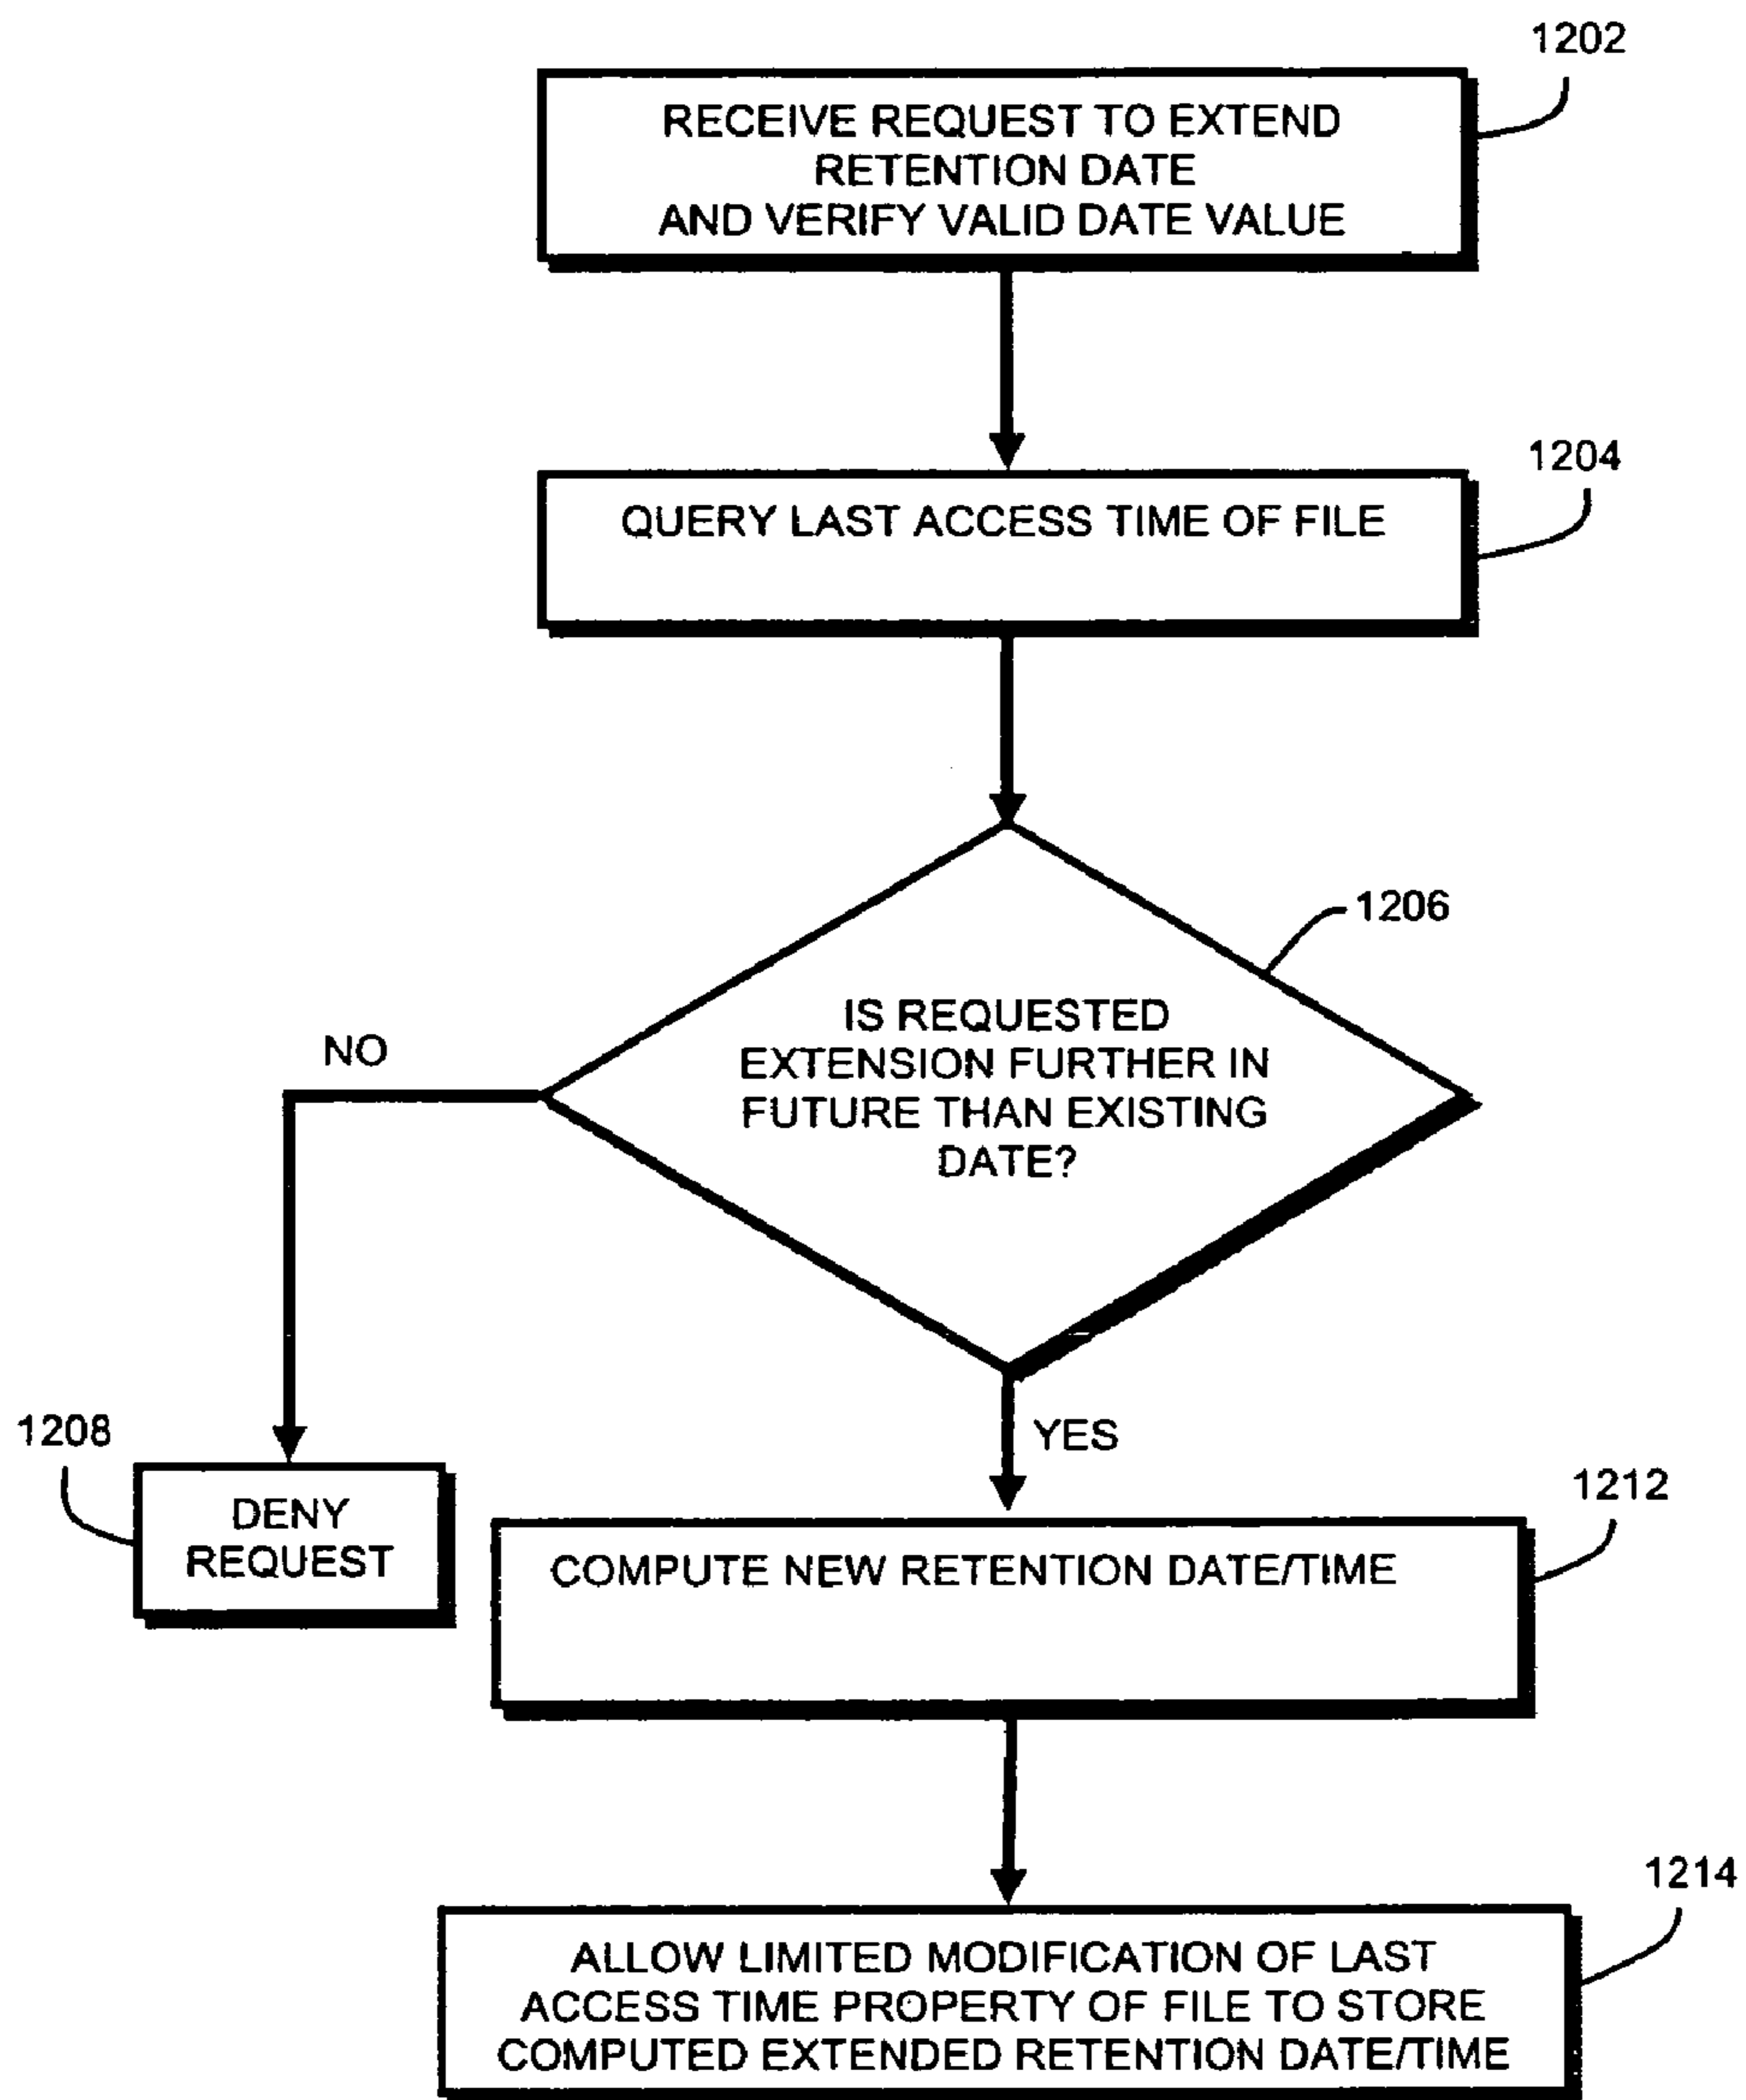 1202
RECEIVE REQUEST TO EXTEND
RETENTION DATE
AND VERIFY VALID DATE VALUE
1204
QUERY LAST ACCESS TIME OF FILE
1206
IS REQUESTED
EXTENSION FURTHER IN
FUTURE THAN EXISTING
DATE?
NO
YES
1208
DENY
REQUEST
1212
COMPUTE NEW RETENTION DATE/TIME
1214
ALLOW LIMITED MODIFICATION OF LAST
ACCESS TIME PROPERTY OF FILE TO STORE
COMPUTED EXTENDED RETENTION DATE/TIME